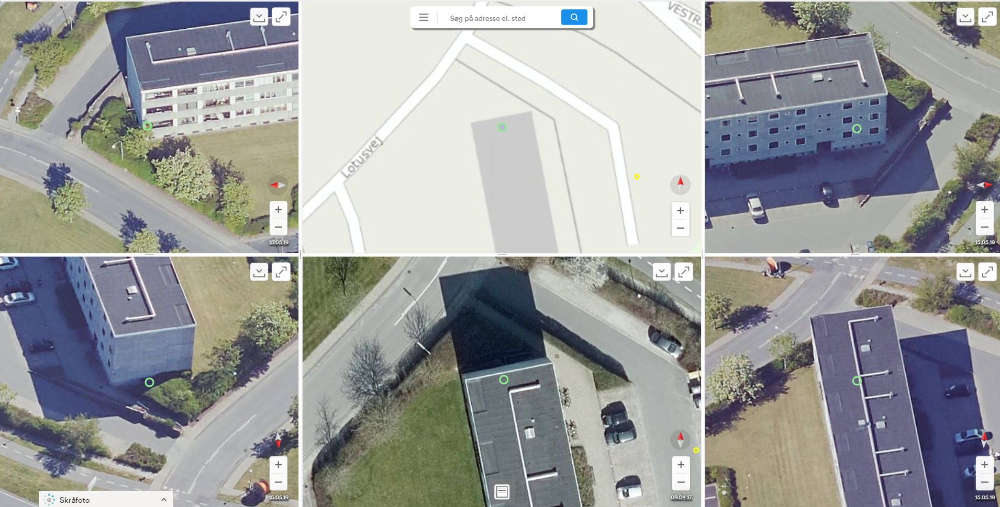 Søg på adresse el. sted
VESTR
Lotusvej
15.05.19
15.05.19
15.05.19
09.04.17
15.05.19
Skråfoto